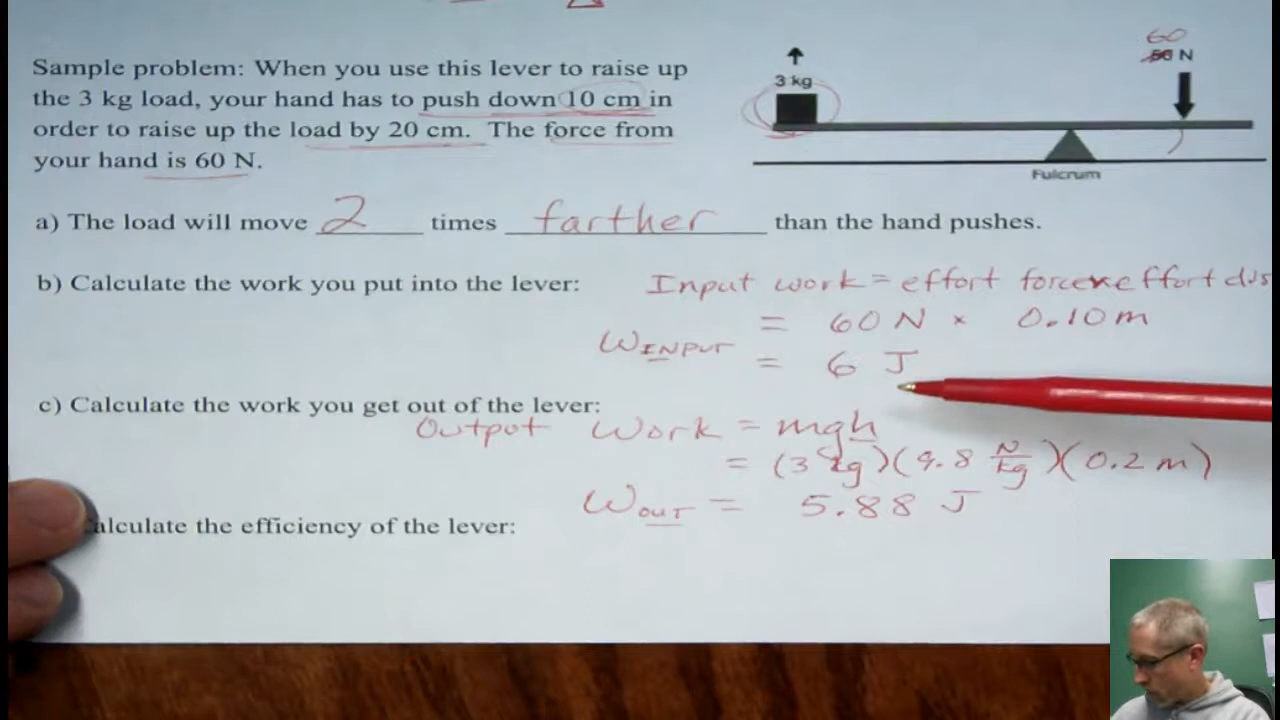 Sample problem: When you use this lever to raise up
the 3 kg load, your hand has to push down 10 cm in
order to raise up the load by 20 cm. The force from
your hand is 60 N.
60
50 N
3 kg
Fulcrum
a) The load will move 2 times farther than the hand pushes.
b) Calculate the work you put into the lever: Input work = effort force x effort dis
= 60 N x 0.10 m
WINPUT = 6 J
c) Calculate the work you get out of the lever:
Output Work = mgh
= (3 kg)(9.8 N/kg)(0.2 m)
WOUT = 5.88 J
alculate the efficiency of the lever: